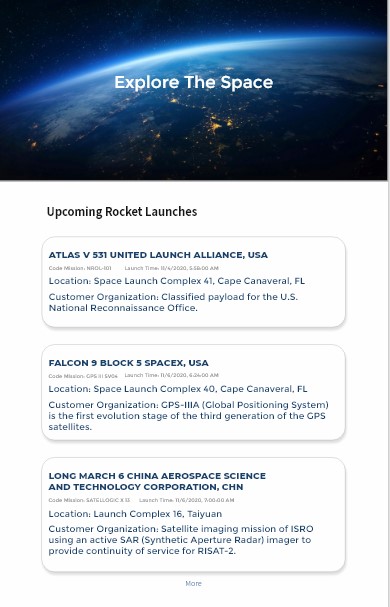 Explore The Space
Upcoming Rocket Launches
ATLAS V 531 UNITED LAUNCH ALLIANCE, USA
Code Mission: NROL-101 Launch Time: 11/4/2020, 5:58:00 AM
Location: Space Launch Complex 41, Cape Canaveral, FL
Customer Organization: Classified payload for the U.S.
National Reconnaissance Office.
FALCON 9 BLOCK 5 SPACEX, USA
Code Mission: GPS III SV04 Launch Time: 11/6/2020, 6:24:00 AM
Location: Space Launch Complex 40, Cape Canaveral, FL
Customer Organization: GPS-IIIA (Global Positioning System)
is the first evolution stage of the third generation of the GPS
satellites.
LONG MARCH 6 CHINA AEROSPACE SCIENCE
AND TECHNOLOGY CORPORATION, CHN
Code Mission: SATELLOGIC X 13 Launch Time: 11/6/2020, 7:00:00 AM
Location: Launch Complex 16, Taiyuan
Customer Organization: Satellite imaging mission of ISRO
using an active SAR (Synthetic Aperture Radar) imager to
provide continuity of service for RISAT-2.
More